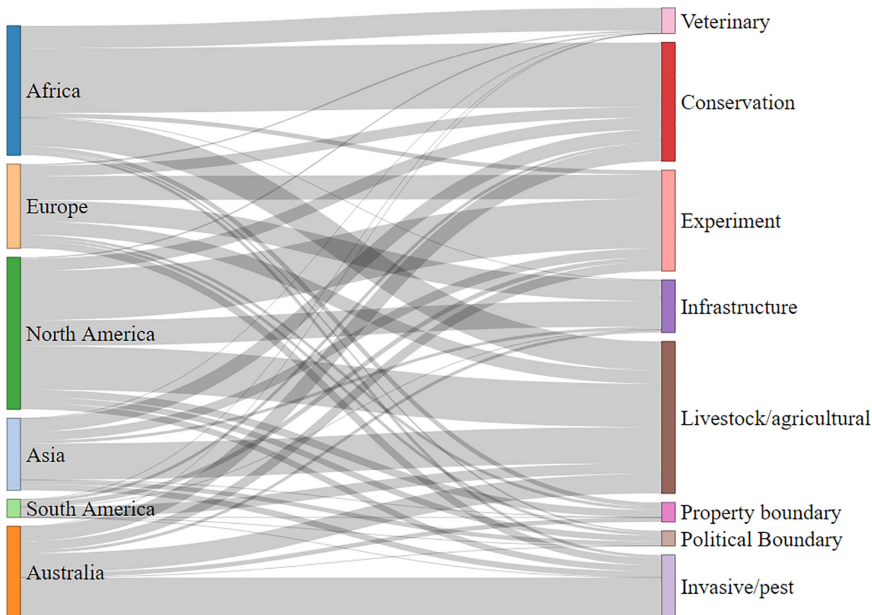 Africa
Europe
North America
Asia
South America
Australia
Veterinary
Conservation
Experiment
Infrastructure
Livestock/agricultural
Property boundary
Political Boundary
Invasive/pest